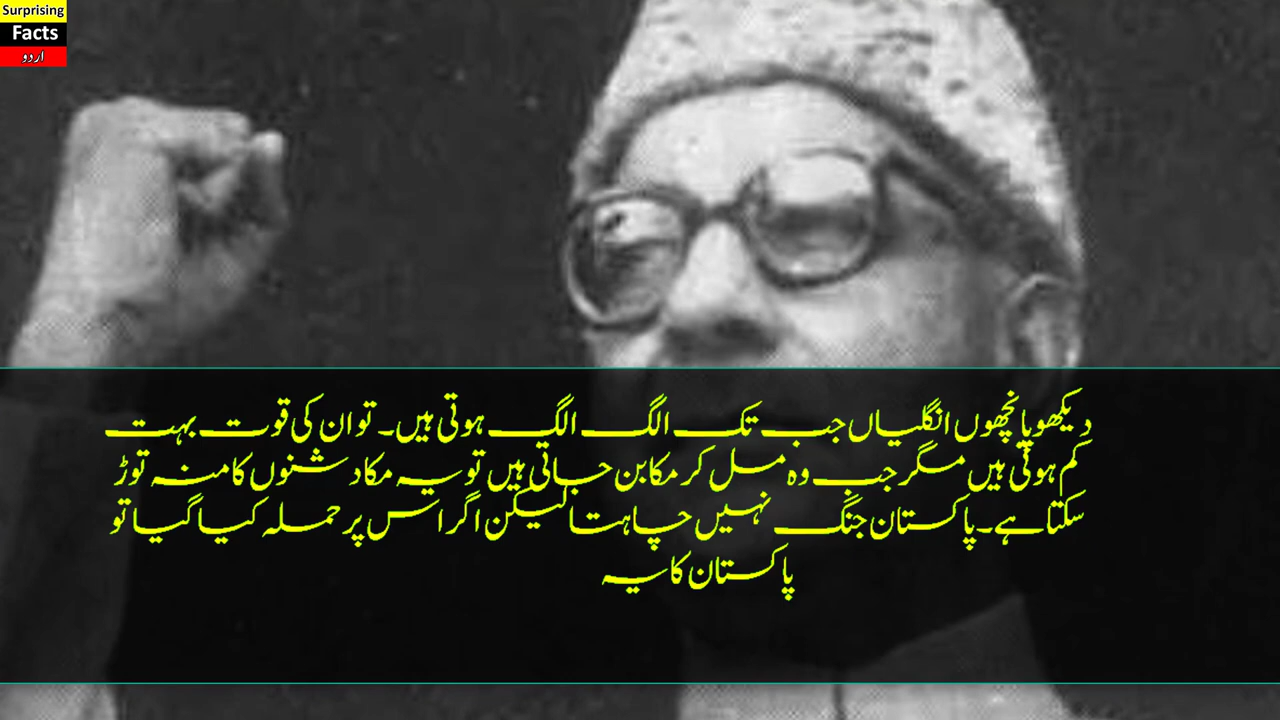 Surprising
Facts
اردو
دیکھو پانچھوں انگلیاں جب تک الگ الگ ہوتی ہیں۔ تو ان کی قوت بہت
کم ہوتی ہیں مگر جب وہ مل کر مکا بن جاتی ہیں تو یہ مکا دشنوں کا منہ توڑ
سکتا ہے۔ پاکستان جنگ نہیں چاہتا لیکن اگر اس پر حملہ کیا گیا تو
پاکستان کا یہ